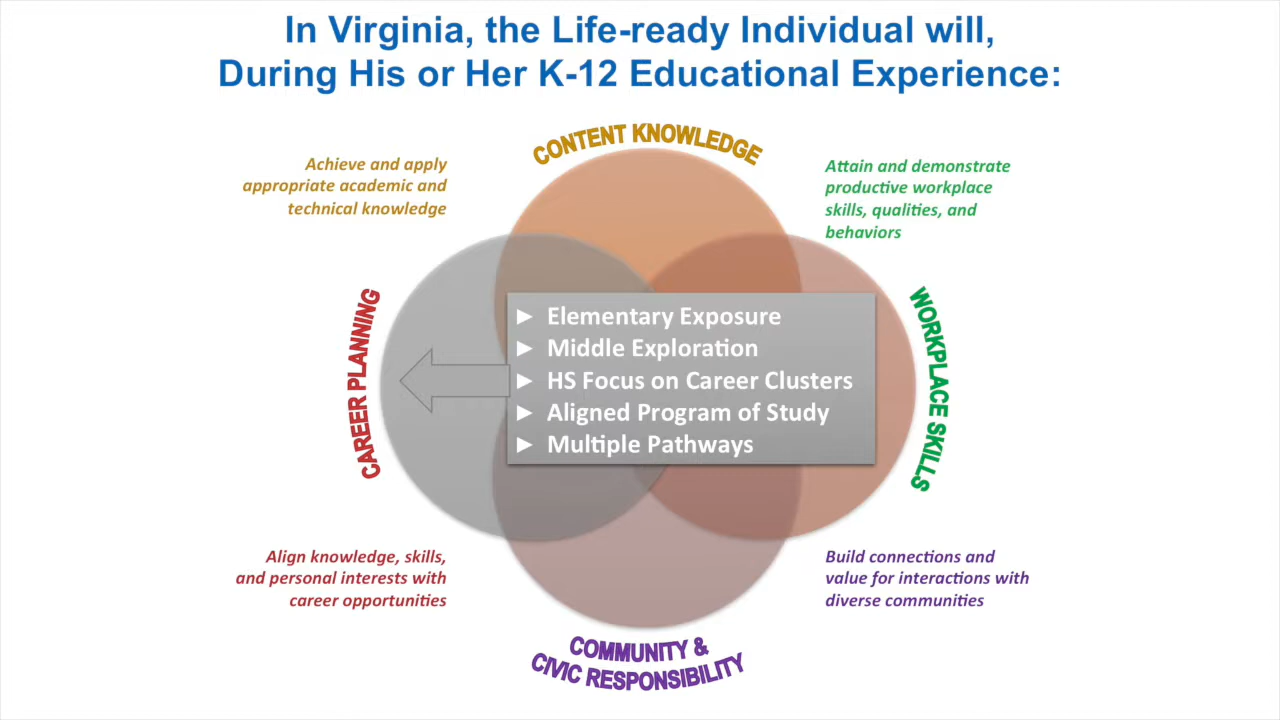 In Virginia, the Life-ready Individual will,
During His or Her K-12 Educational Experience:
CONTENT KNOWLEDGE
Achieve and apply
appropriate academic and
technical knowledge
Attain and demonstrate
productive workplace
skills, qualities, and
behaviors
CAREER PLANNING
► Elementary Exposure
► Middle Exploration
► HS Focus on Career Clusters
► Aligned Program of Study
► Multiple Pathways
WORKPLACE SKILLS
Align knowledge, skills,
and personal interests with
career opportunities
Build connections and
value for interactions with
diverse communities
COMMUNITY &
CIVIC RESPONSIBILITY